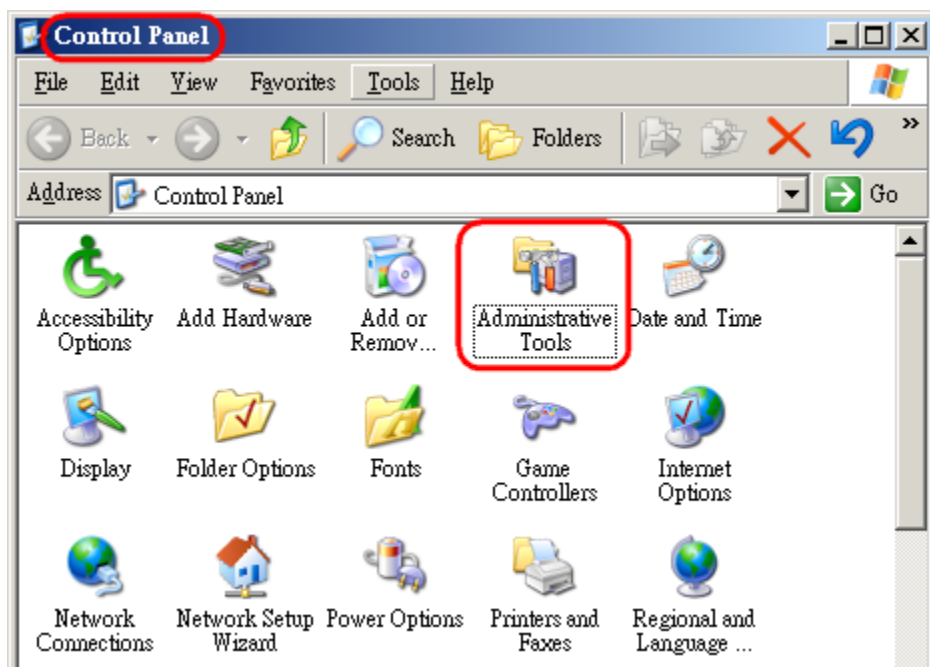 Control Panel
File Edit View Favorites Tools Help
Back Search Folders »
Address Control Panel Go
Accessibility Options
Add Hardware
Add or Remov...
Administrative Tools
Date and Time
Display
Folder Options
Fonts
Game Controllers
Internet Options
Network Connections
Network Setup Wizard
Power Options
Printers and Faxes
Regional and Language ...